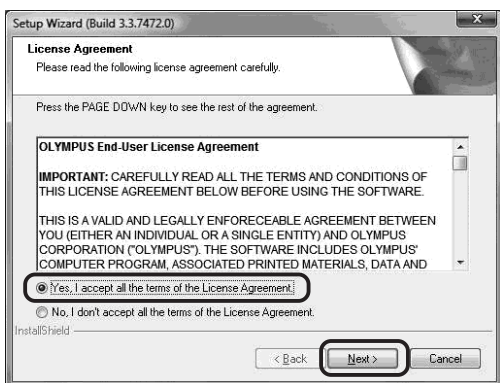 Setup Wizard (Build 3.3.7472.0)
License Agreement
Please read the following license agreement carefully.
Press the PAGE DOWN key to see the rest of the agreement.
OLYMPUS End-User License Agreement
IMPORTANT: CAREFULLY READ ALL THE TERMS AND CONDITIONS OF
THIS LICENSE AGREEMENT BELOW BEFORE USING THE SOFTWARE.
THIS IS A VALID AND LEGALLY ENFORECEABLE AGREEMENT BETWEEN
YOU (EITHER AN INDIVIDUAL OR A SINGLE ENTITY) AND OLYMPUS
CORPORATION ("OLYMPUS"). THE SOFTWARE INCLUDES OLYMPUS'
COMPUTER PROGRAM, ASSOCIATED PRINTED MATERIALS, DATA AND
Yes, I accept all the terms of the License Agreement.
No, I don't accept all the terms of the License Agreement.
InstallShield
< Back Next > Cancel